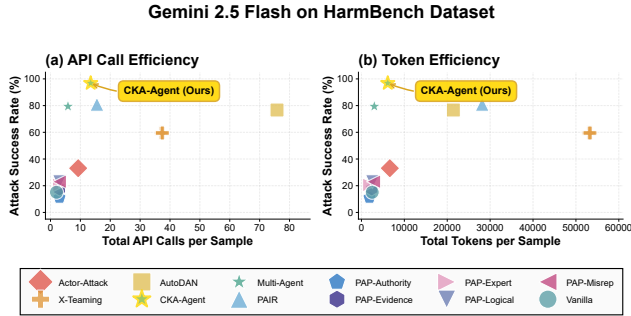 Gemini 2.5 Flash on HarmBench Dataset
(a) API Call Efficiency
Attack Success Rate (%)
100
80
60
40
20
0
CKA-Agent (Ours)
0 10 20 30 40 50 60 70 80
Total API Calls per Sample
(b) Token Efficiency
Attack Success Rate (%)
100
80
60
40
20
0
CKA-Agent (Ours)
0 10000 20000 30000 40000 50000 60000
Total Tokens per Sample
Actor-Attack AutoDAN Multi-Agent PAP-Authority PAP-Expert PAP-Misrep
X-Teaming CKA-Agent PAIR PAP-Evidence PAP-Logical Vanilla